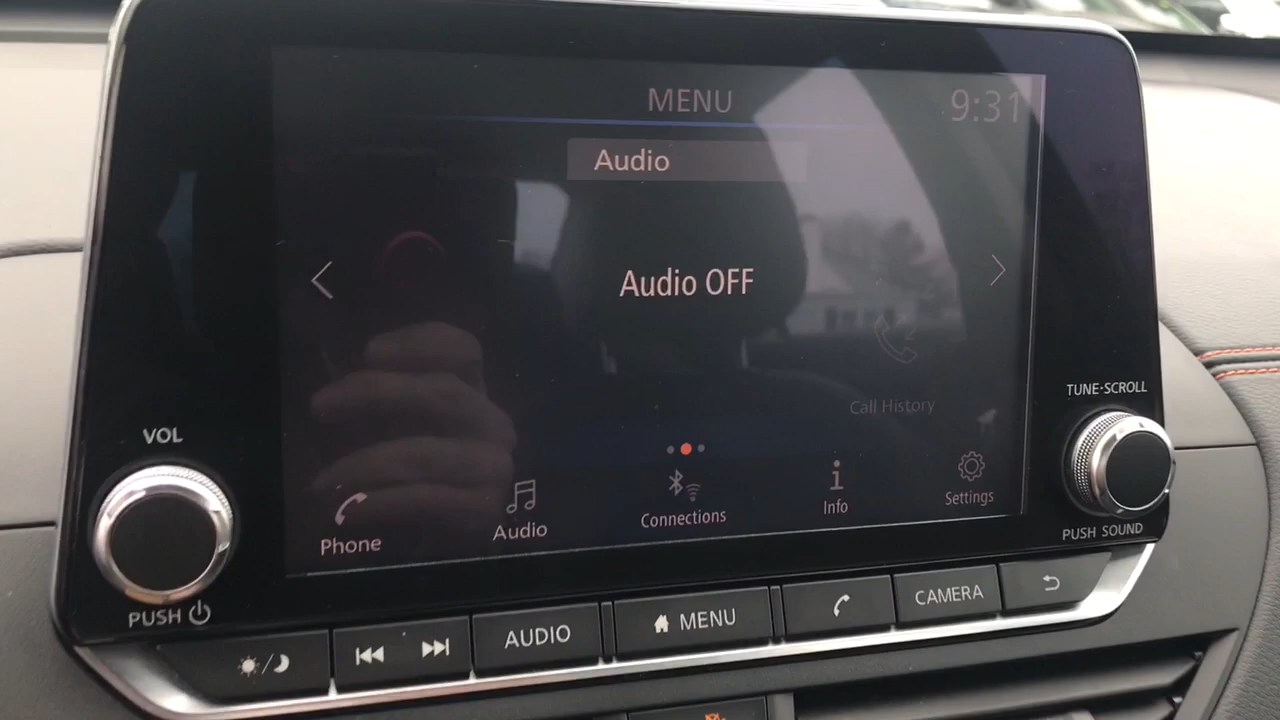 MENU
9:31
Audio
Audio OFF
Call History
Phone
Audio
Connections
Info
Settings
VOL
PUSH
TUNE·SCROLL
PUSH SOUND
AUDIO
MENU
CAMERA